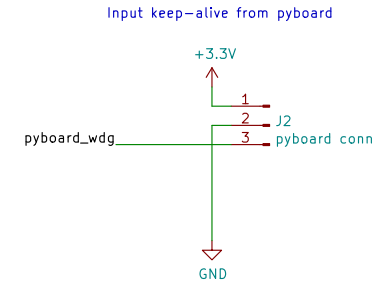 Input keep-alive from pyboard
+3.3V
1
2
J2
pyboard_wdg
3
pyboard conn
GND